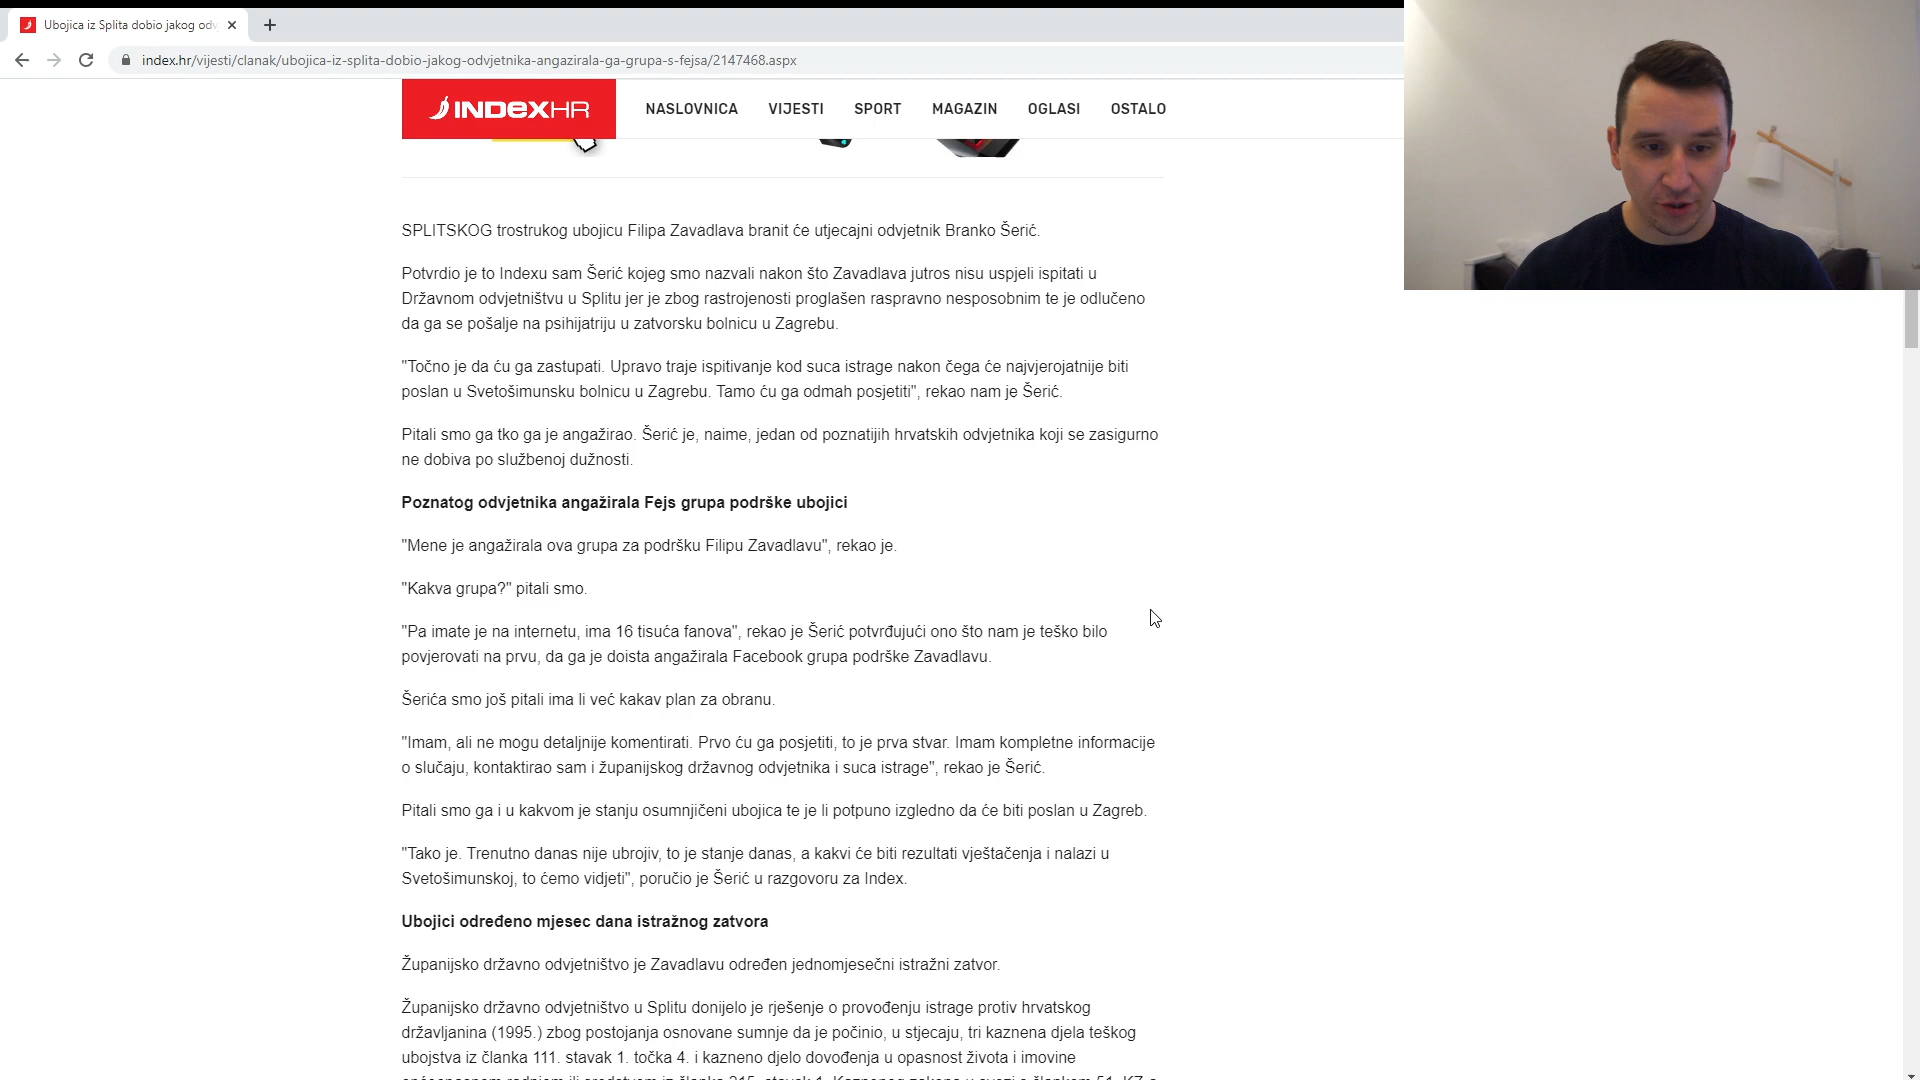 Ubojica iz Splita dobio jakog odv
index.hr/vijesti/clanak/ubojica-iz-splita-dobio-jakog-odvjetnika-angazirala-ga-grupa-s-fejsa/2147468.aspx
INDEXHR NASLOVNICA VIJESTI SPORT MAGAZIN OGLASI OSTALO
SPLITSKOG trostrukog ubojicu Filipa Zavadlava branit će utjecajni odvjetnik Branko Šerić.
Potvrdio je to Indexu sam Šerić kojeg smo nazvali nakon što Zavadlava jutros nisu uspjeli ispitati u
Državnom odvjetništvu u Splitu jer je zbog rastrojenosti proglašen raspravno nesposobnim te je odlučeno
da ga se pošalje na psihijatriju u zatvorsku bolnicu u Zagrebu.
"Točno je da ću ga zastupati. Upravo traje ispitivanje kod suca istrage nakon čega će najvjerojatnije biti
poslan u Svetošimunsku bolnicu u Zagrebu. Tamo ću ga odmah posjetiti", rekao nam je Šerić.
Pitali smo ga tko ga je angažirao. Šerić je, naime, jedan od poznatijih hrvatskih odvjetnika koji se zasigurno
ne dobiva po službenoj dužnosti.
Poznatog odvjetnika angažirala Fejs grupa podrške ubojici
"Mene je angažirala ova grupa za podršku Filipu Zavadlavu", rekao je.
"Kakva grupa?" pitali smo.
"Pa imate je na internetu, ima 16 tisuća fanova", rekao je Šerić potvrđujući ono što nam je teško bilo
povjerovati na prvu, da ga je doista angažirala Facebook grupa podrške Zavadlavu.
Šerića smo još pitali ima li već kakav plan za obranu.
"Imam, ali ne mogu detaljnije komentirati. Prvo ću ga posjetiti, to je prva stvar. Imam kompletne informacije
o slučaju, kontaktirao sam i županijskog državnog odvjetnika i suca istrage", rekao je Šerić.
Pitali smo ga i u kakvom je stanju osumnjičeni ubojica te je li potpuno izgledno da će biti poslan u Zagreb.
"Tako je. Trenutno danas nije ubrojiv, to je stanje danas, a kakvi će biti rezultati vještačenja i nalazi u
Svetošimunskoj, to ćemo vidjeti", poručio je Šerić u razgovoru za Index.
Ubojici određeno mjesec dana istražnog zatvora
Županijsko državno odvjetništvo je Zavadlavu određen jednomjesečni istražni zatvor.
Županijsko državno odvjetništvo u Splitu donijelo je rješenje o provođenju istrage protiv hrvatskog
državljanina (1995.) zbog postojanja osnovane sumnje da je počinio, u stjecaju, tri kaznena djela teškog
ubojstva iz članka 111. stavak 1. točka 4. i kazneno djelo dovođenja u opasnost života i imovine